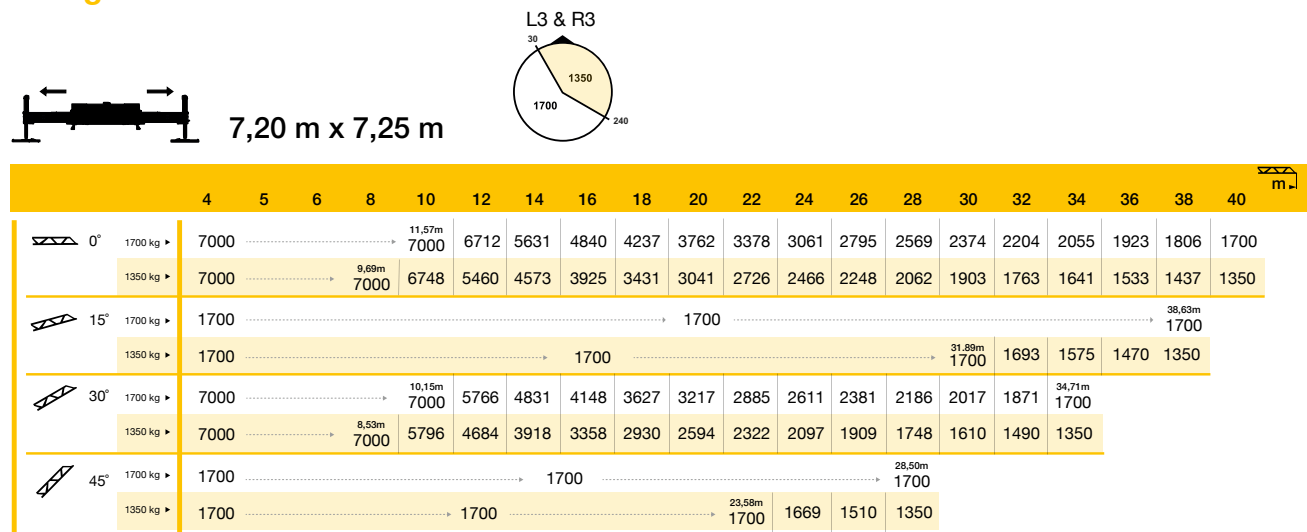 L3 & R3
30
1350
1700
240
7,20 m x 7,25 m
m
4 5 6 8 10 12 14 16 18 20 22 24 26 28 30 32 34 36 38 40
0° 1700 kg 7000 11,57m 7000 6712 5631 4840 4237 3762 3378 3061 2795 2569 2374 2204 2055 1923 1806 1700
1350 kg 7000 9,69m 7000 6748 5460 4573 3925 3431 3041 2726 2466 2248 2062 1903 1763 1641 1533 1437 1350
15° 1700 kg 1700 1700 38,63m 1700
1350 kg 1700 1700 31.89m 1700 1693 1575 1470 1350
30° 1700 kg 7000 10,15m 7000 5766 4831 4148 3627 3217 2885 2611 2381 2186 2017 1871 34,71m 1700
1350 kg 7000 8,53m 7000 5796 4684 3918 3358 2930 2594 2322 2097 1909 1748 1610 1490 1350
45° 1700 kg 1700 1700 28,50m 1700
1350 kg 1700 1700 23,58m 1700 1669 1510 1350